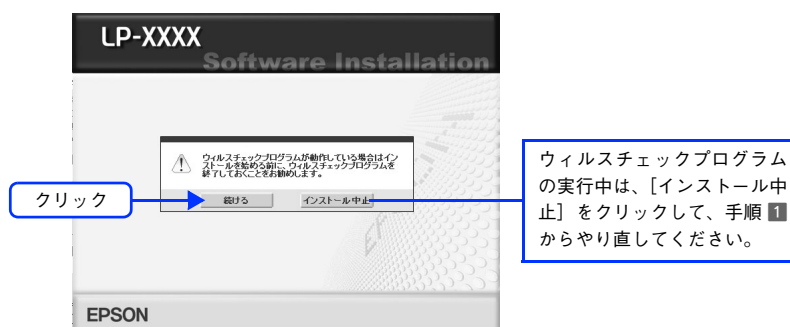 LP-XXXX
Software Installation
ウィルスチェックプログラムが動作している場合はイン
ストールを始める前に、ウィルスチェックプログラムを
終了しておくことをお勧めします。
続ける
インストール中止
クリック
ウィルスチェックプログラム
の実行中は、［インストール中
止］をクリックして、手順 1
からやり直してください。
EPSON